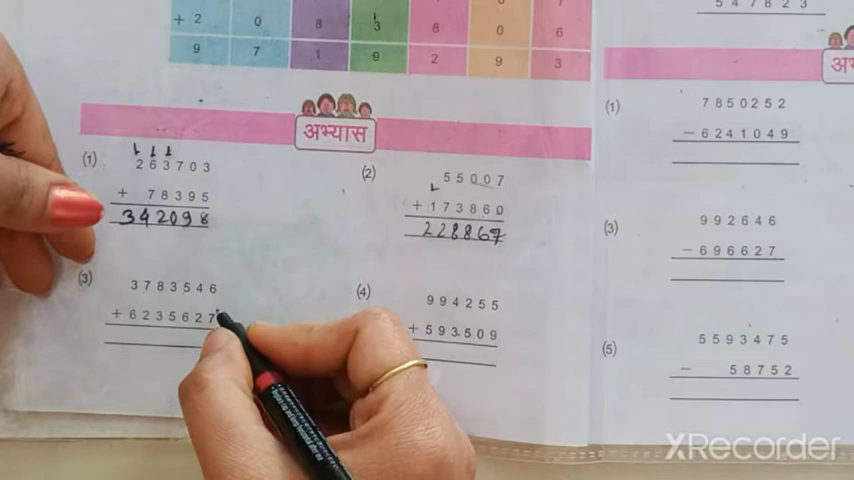 + 2 0 8 3 8 0 6
9 7 1 9 2 9 3
5 4 7 8 2 3
अभ्यास
(1) 2 6 3 7 0 3
+ 7 8 3 9 5
3 4 2 0 9 8
(2) 5 5 0 0 7
+ 1 7 3 8 6 0
2 2 8 8 6 7
(3) 3 7 8 3 5 4 6
+ 6 2 3 5 6 2 7
(4) 9 9 4 2 5 5
+ 5 9 3 5 0 9
(1) 7 8 5 0 2 5 2
− 6 2 4 1 0 4 9
(3) 9 9 2 6 4 6
− 6 9 6 6 2 7
(5) 5 5 9 3 4 7 5
− 5 8 7 5 2
XRecorder